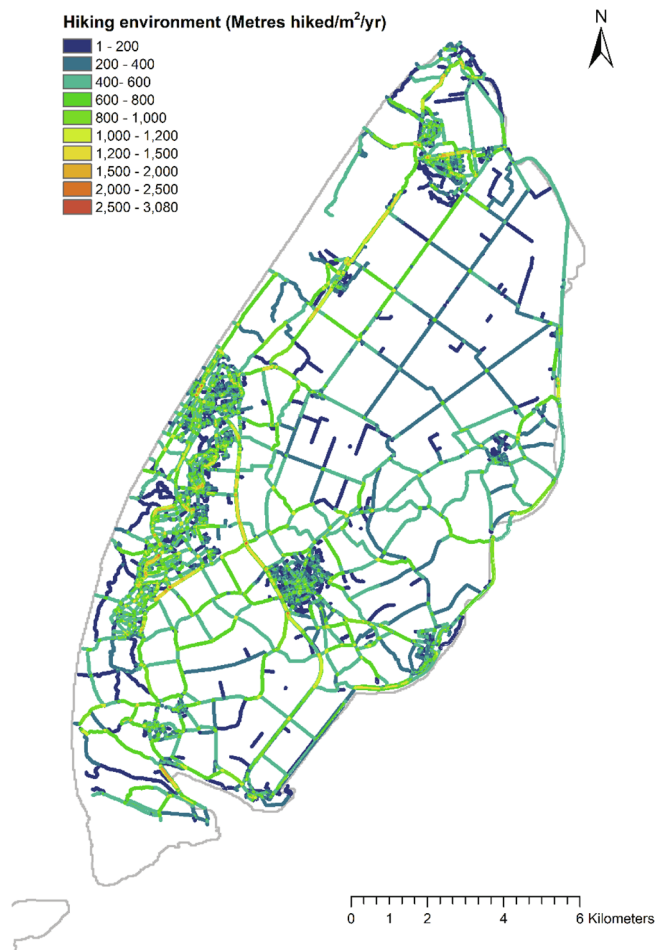 Hiking environment (Metres hiked/m²/yr)
1 - 200
200 - 400
400- 600
600 - 800
800 - 1,000
1,000 - 1,200
1,200 - 1,500
1,500 - 2,000
2,000 - 2,500
2,500 - 3,080
N
0 1 2 4 6 Kilometers